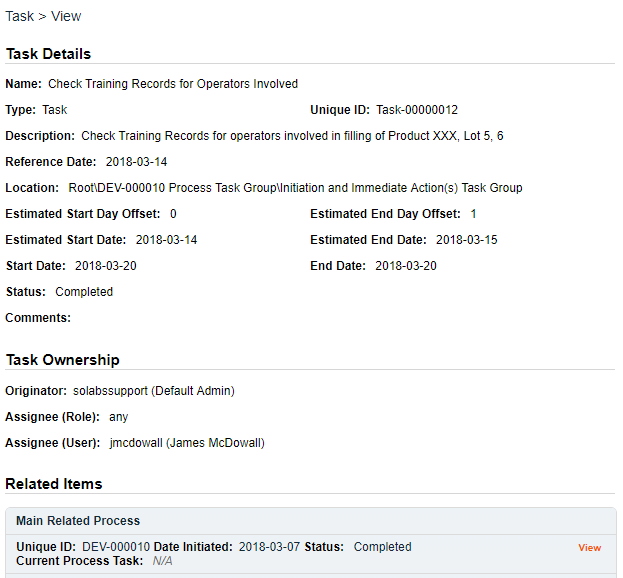 Task > View
Task Details
Name: Check Training Records for Operators Involved
Type: Task Unique ID: Task-00000012
Description: Check Training Records for operators involved in filling of Product XXX, Lot 5, 6
Reference Date: 2018-03-14
Location: Root\DEV-000010 Process Task Group\Initiation and Immediate Action(s) Task Group
Estimated Start Day Offset: 0 Estimated End Day Offset: 1
Estimated Start Date: 2018-03-14 Estimated End Date: 2018-03-15
Start Date: 2018-03-20 End Date: 2018-03-20
Status: Completed
Comments:
Task Ownership
Originator: solabssupport (Default Admin)
Assignee (Role): any
Assignee (User): jmcdowall (James McDowall)
Related Items
Main Related Process
Unique ID: DEV-000010 Date Initiated: 2018-03-07 Status: Completed View
Current Process Task: N/A